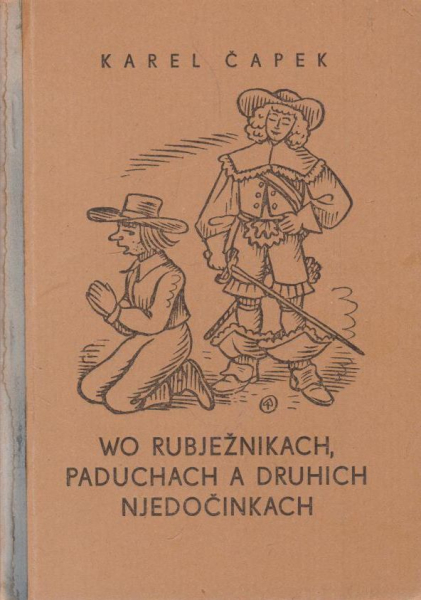 KAREL ČAPEK
WO RUBJEŽNIKACH,
PADUCHACH A DRUHICH
NJEDOČINKACH